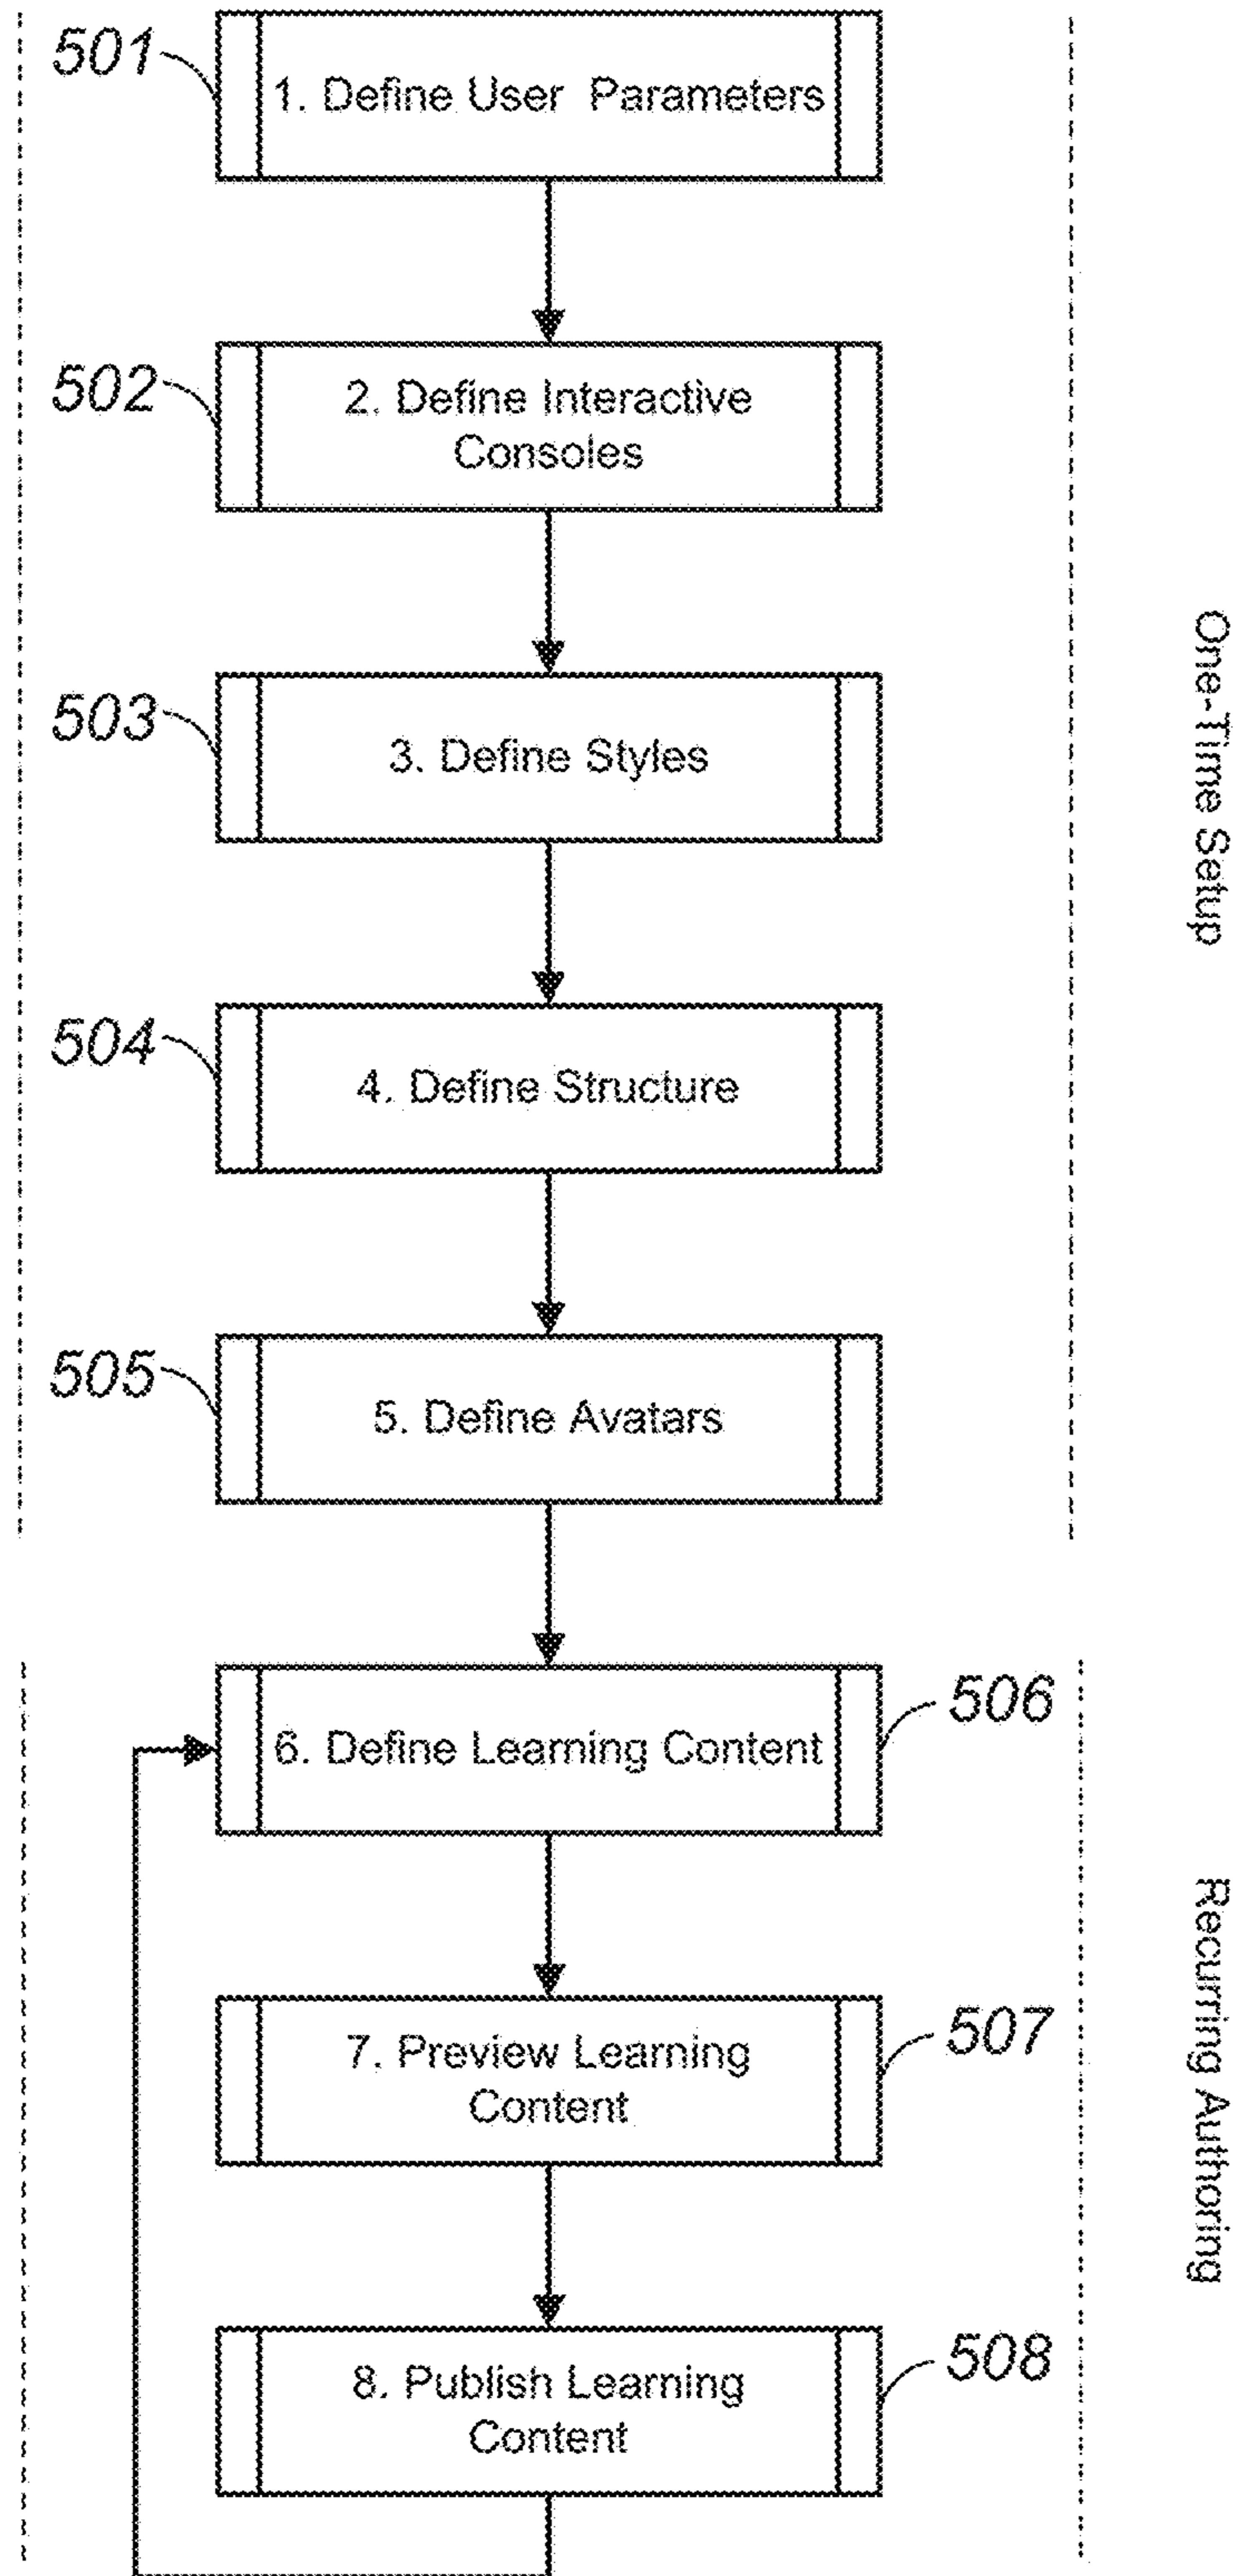 501
1. Define User Parameters
502
2. Define Interactive
Consoles
503
3. Define Styles
One-Time Setup
504
4. Define Structure
505
5. Define Avatars
506
6. Define Learning Content
507
7. Preview Learning
Content
Recurring Authoring
508
8. Publish Learning
Content